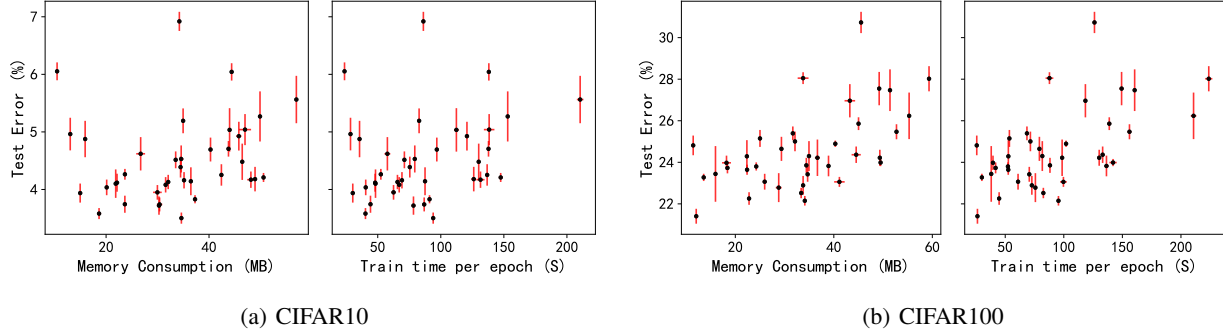 7
6
5
4
Test Error (%)
20
40
Memory Consumption (MB)
50
100
150
200
Train time per epoch (S)
(a) CIFAR10
30
28
26
24
22
Test Error (%)
20
40
60
Memory Consumption (MB)
50
100
150
200
Train time per epoch (S)
(b) CIFAR100